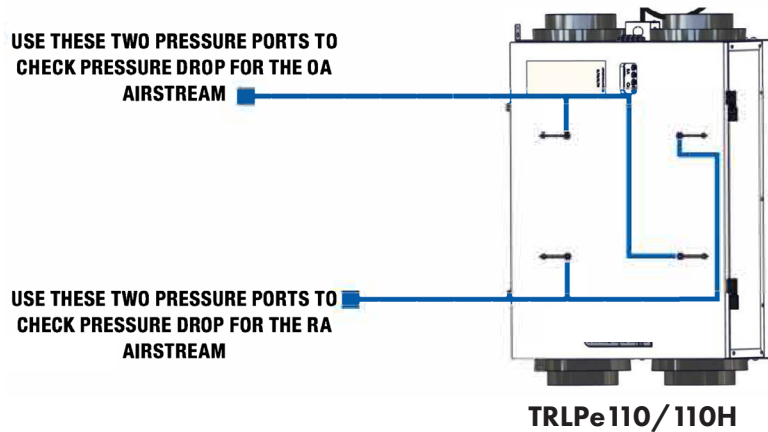 USE THESE TWO PRESSURE PORTS TO
CHECK PRESSURE DROP FOR THE OA
AIRSTREAM
USE THESE TWO PRESSURE PORTS TO
CHECK PRESSURE DROP FOR THE RA
AIRSTREAM
TRLPe110/110H